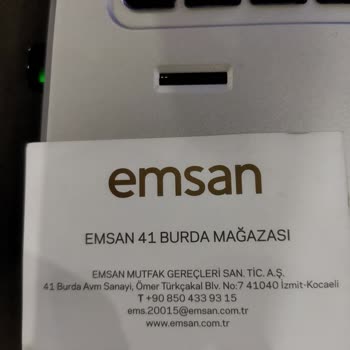 emsan
EMSAN 41 BURDA MAĞAZASI
EMSAN MUTFAK GEREÇLERİ SAN. TİC. A.Ş.
41 Burda Avm Sanayi, Ömer Türkçakal Blv. No:7 41040 İzmit-Kocaeli
T +90 850 433 93 15
ems.20015@emsan.com.tr
www.emsan.com.tr